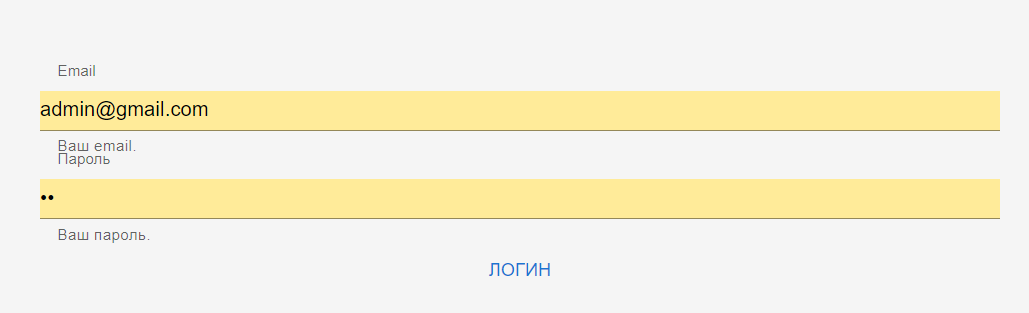 Email
admin@gmail.com
Ваш email.
Пароль
••
Ваш пароль.
ЛОГИН